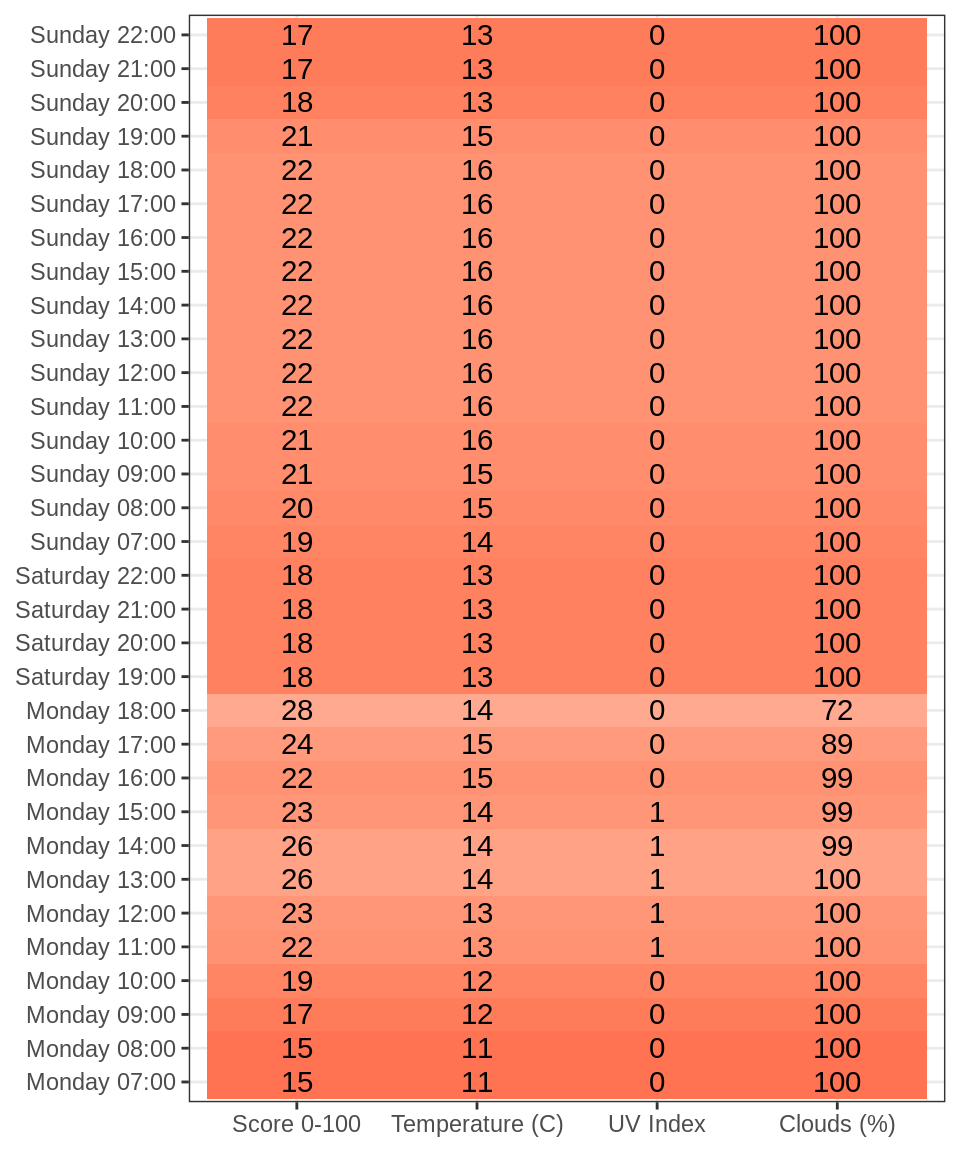 Sunday 22:00 17 13 0 100
Sunday 21:00 17 13 0 100
Sunday 20:00 18 13 0 100
Sunday 19:00 21 15 0 100
Sunday 18:00 22 16 0 100
Sunday 17:00 22 16 0 100
Sunday 16:00 22 16 0 100
Sunday 15:00 22 16 0 100
Sunday 14:00 22 16 0 100
Sunday 13:00 22 16 0 100
Sunday 12:00 22 16 0 100
Sunday 11:00 22 16 0 100
Sunday 10:00 21 16 0 100
Sunday 09:00 21 15 0 100
Sunday 08:00 20 15 0 100
Sunday 07:00 19 14 0 100
Saturday 22:00 18 13 0 100
Saturday 21:00 18 13 0 100
Saturday 20:00 18 13 0 100
Saturday 19:00 18 13 0 100
Monday 18:00 28 14 0 72
Monday 17:00 24 15 0 89
Monday 16:00 22 15 0 99
Monday 15:00 23 14 1 99
Monday 14:00 26 14 1 99
Monday 13:00 26 14 1 100
Monday 12:00 23 13 1 100
Monday 11:00 22 13 1 100
Monday 10:00 19 12 0 100
Monday 09:00 17 12 0 100
Monday 08:00 15 11 0 100
Monday 07:00 15 11 0 100
Score 0-100 Temperature (C) UV Index Clouds (%)